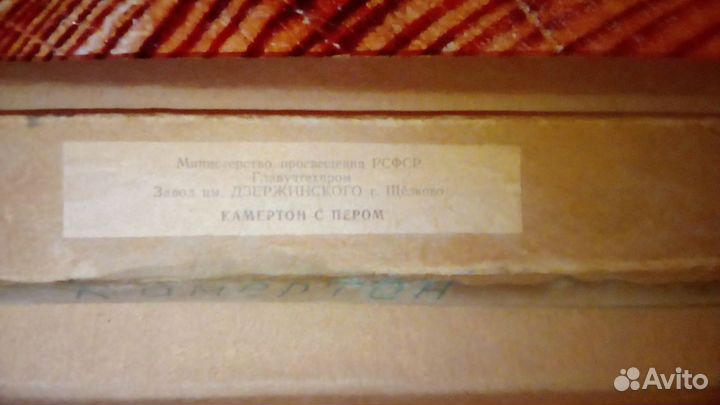 Министерство просвещения РСФСР
Главучтехпром
Завод им. ДЗЕРЖИНСКОГО г. Щёлково
КАМЕРТОН С ПЕРОМ
КАМЕРТОН
Avito